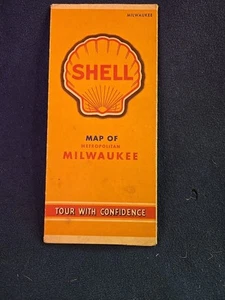 MILWAUKEE
SHELL
MAP OF
METROPOLITAN
MILWAUKEE
TOUR WITH CONFIDENCE